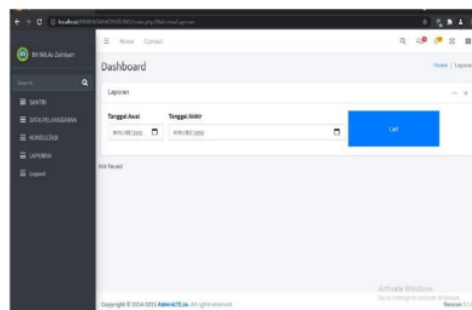 BK MILAz Zainiyah
Home Contact
Dashboard
Home / Laporan
Search
SANTRI
DATA PELANGGARAN
KONSULTASI
LAPORAN
Logout
Laporan
Tanggal Awal Tanggal Akhir
mm/dd/yyyy mm/dd/yyyy Cari
Not Found
Activate Windows
Go to Settings to activate Windows.
Copyright © 2014-2021 AdminLTE.io. All rights reserved.